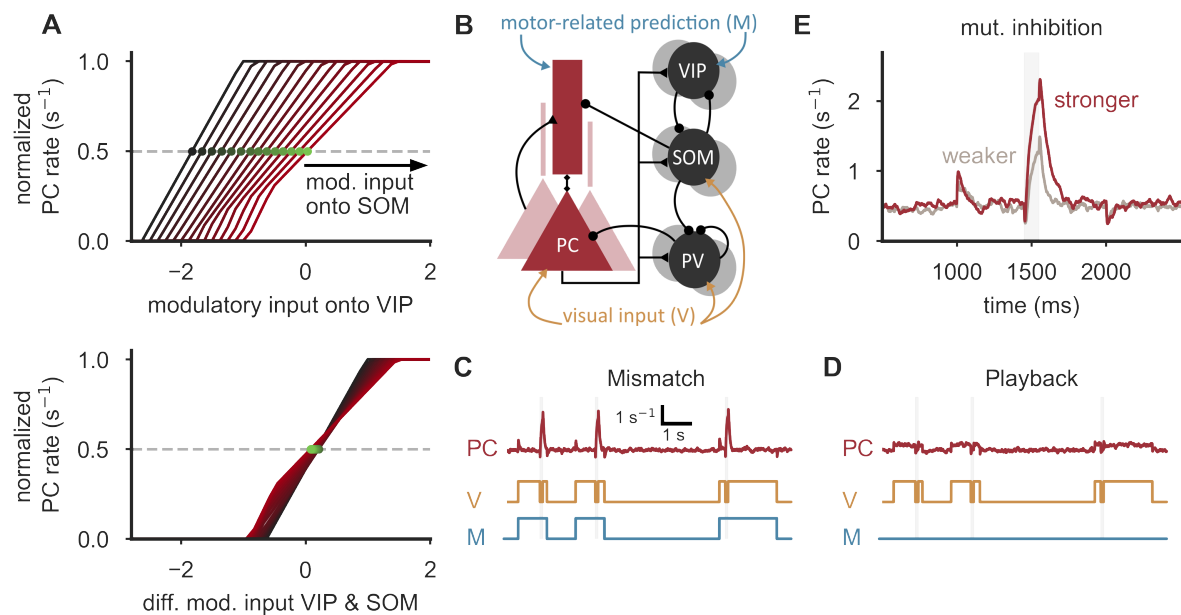 A
normalized
PC rate (s⁻¹)
1.0
0.5
0.0
mod. input
onto SOM
−2
0
2
modulatory input onto VIP
normalized
PC rate (s⁻¹)
1.0
0.5
0.0
−2
0
2
diff. mod. input VIP & SOM
B
motor-related prediction (M)
VIP
SOM
PC
PV
visual input (V)
C
Mismatch
1 s⁻¹
1 s
PC
V
M
D
Playback
PC
V
M
E
mut. inhibition
PC rate (s⁻¹)
2
1
0
stronger
weaker
1000
1500
2000
time (ms)